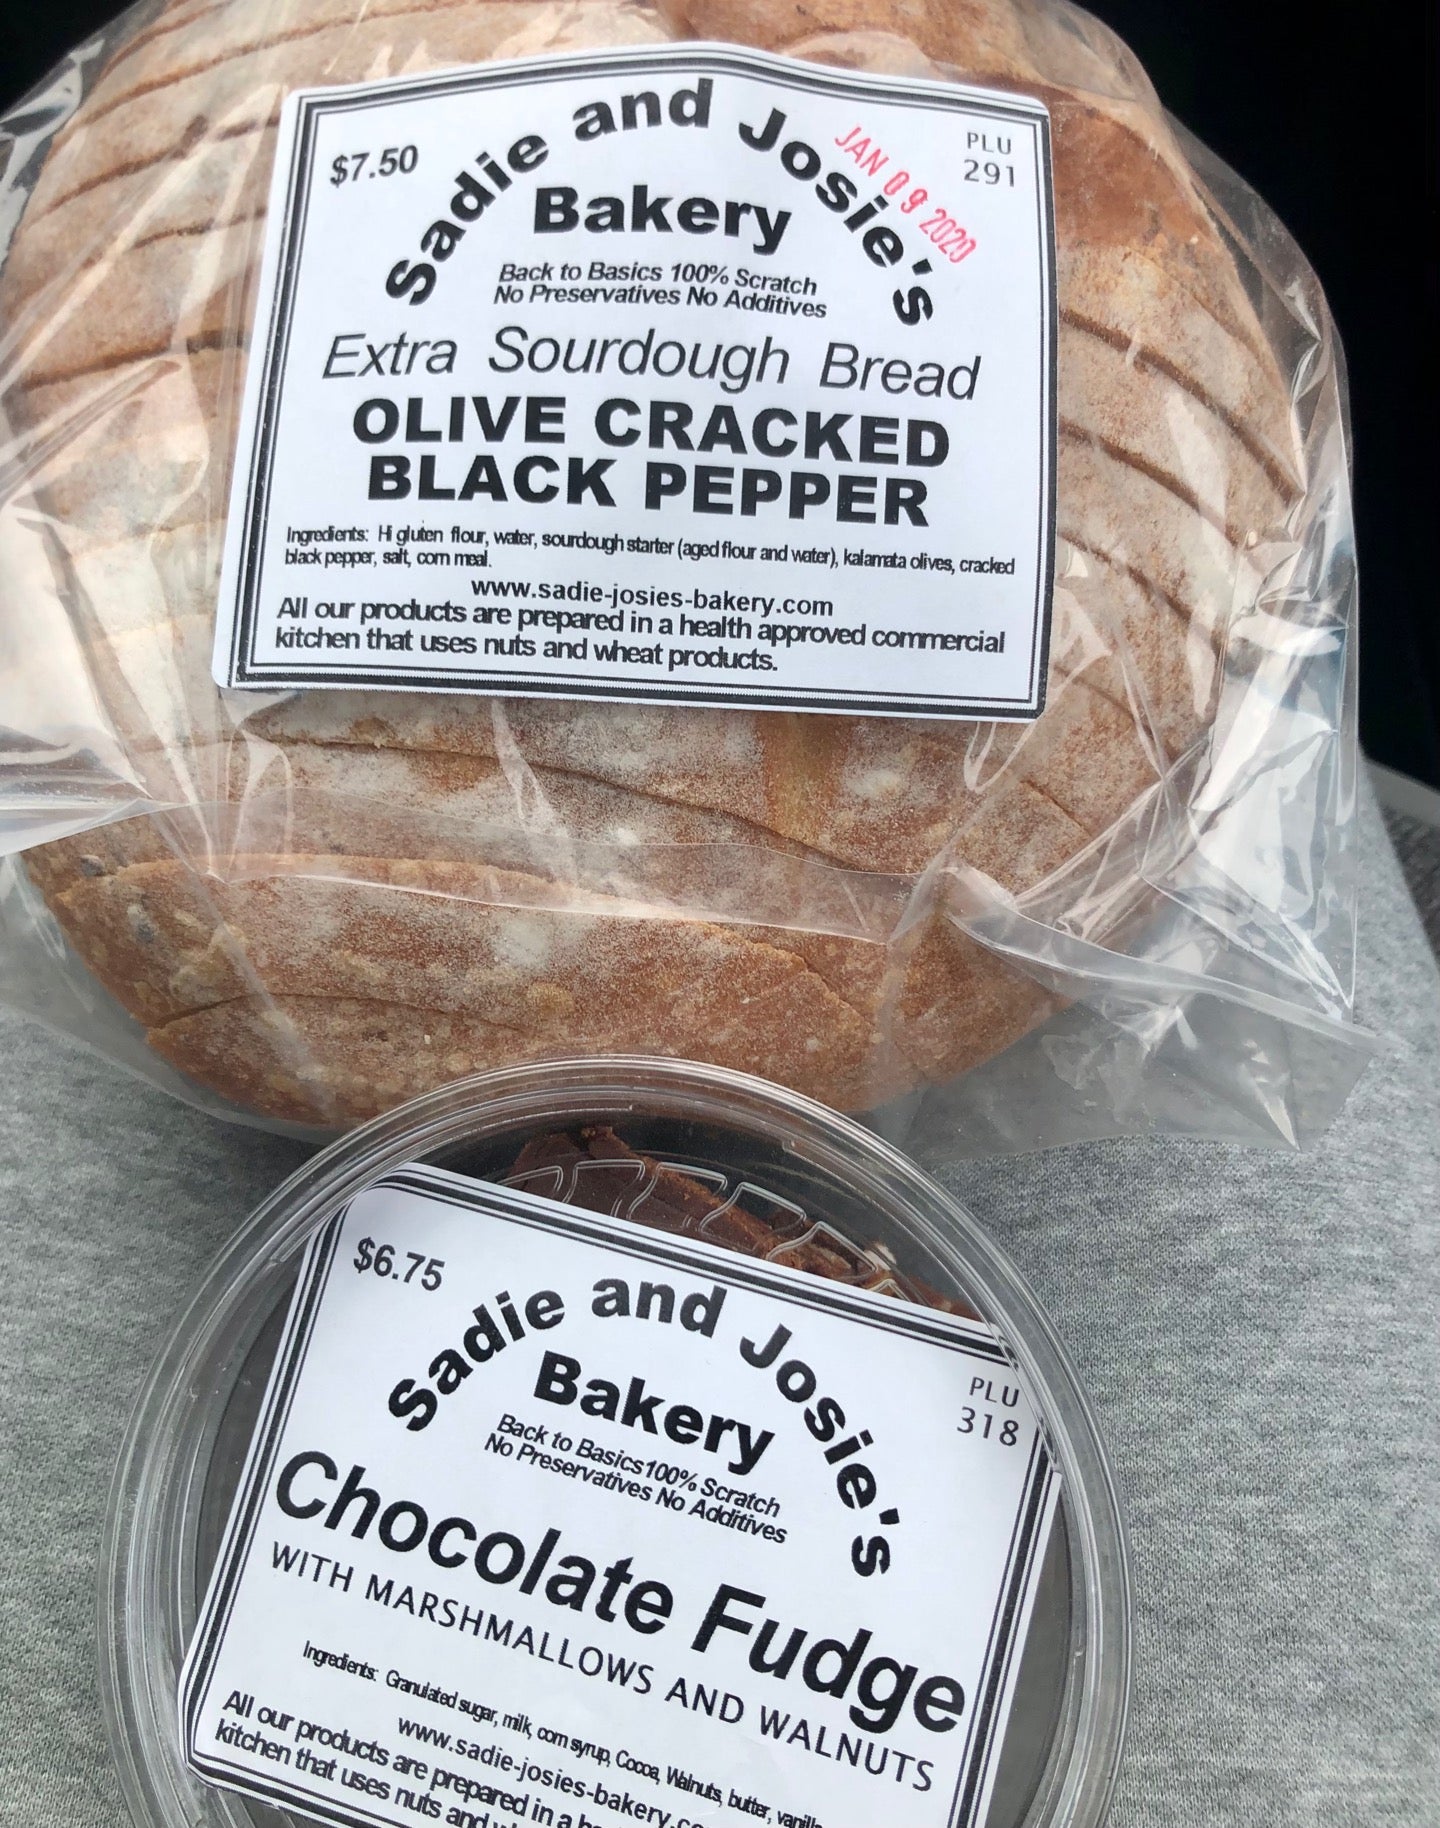 $7.50
Sadie and Josie's
JAN 09 2020
PLU
291
Bakery
Back to Basics 100% Scratch
No Preservatives No Additives
Extra Sourdough Bread
OLIVE CRACKED
BLACK PEPPER
Ingredients: Hi gluten flour, water, sourdough starter (aged flour and water), kalamata olives, cracked
black pepper, salt, corn meal.
www.sadie-josies-bakery.com
All our products are prepared in a health approved commercial
kitchen that uses nuts and wheat products.
$6.75
Sadie and Josie's
PLU
318
Bakery
Back to Basics 100% Scratch
No Preservatives No Additives
Chocolate Fudge
WITH MARSHMALLOWS AND WALNUTS
Ingredients: Granulated sugar, milk, corn syrup, Cocoa, Walnuts, butter, vanilla
www.sadie-josies-bakery.c
All our products are prepared in a
kitchen that uses nuts and